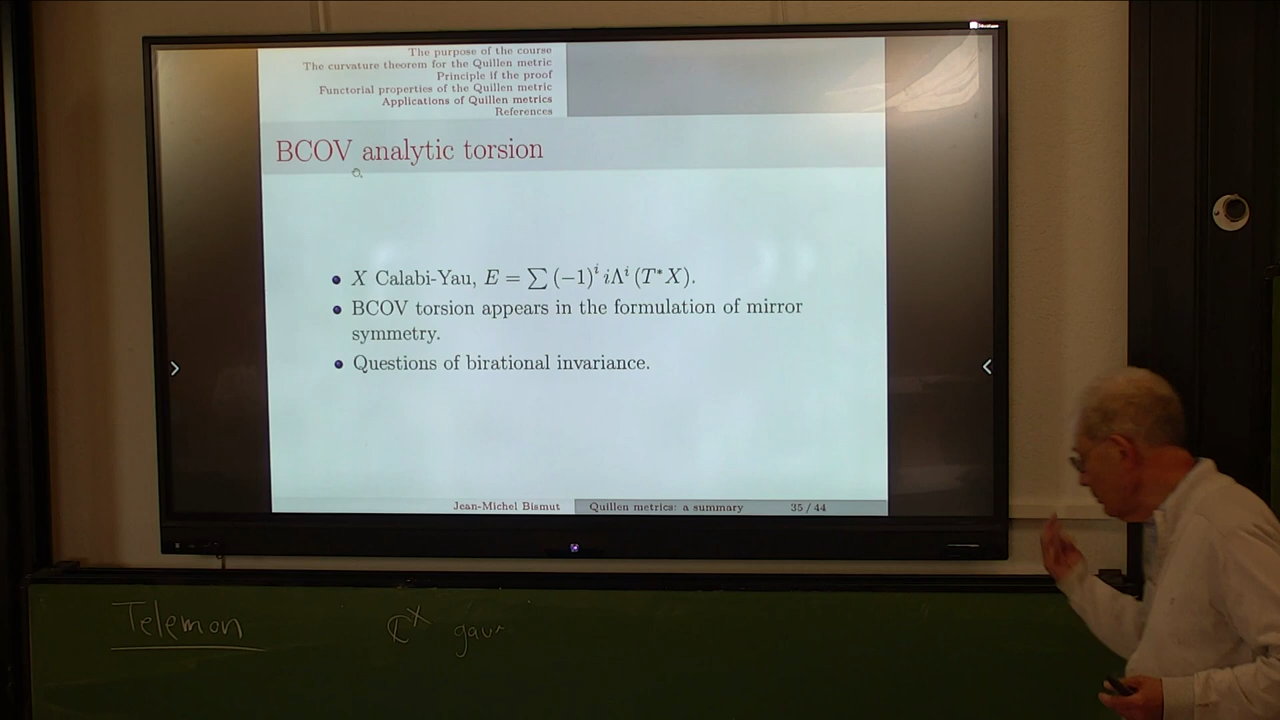 The purpose of the course
The curvature theorem for the Quillen metric
Principle if the proof
Functorial properties of the Quillen metric
Applications of Quillen metrics
References
BCOV analytic torsion
X Calabi-Yau, E = ∑ (−1)^i iΛ^i (T*X).
BCOV torsion appears in the formulation of mirror
symmetry.
Questions of birational invariance.
Jean-Michel Bismut Quillen metrics: a summary 35 / 44
Telemon ℂ^X